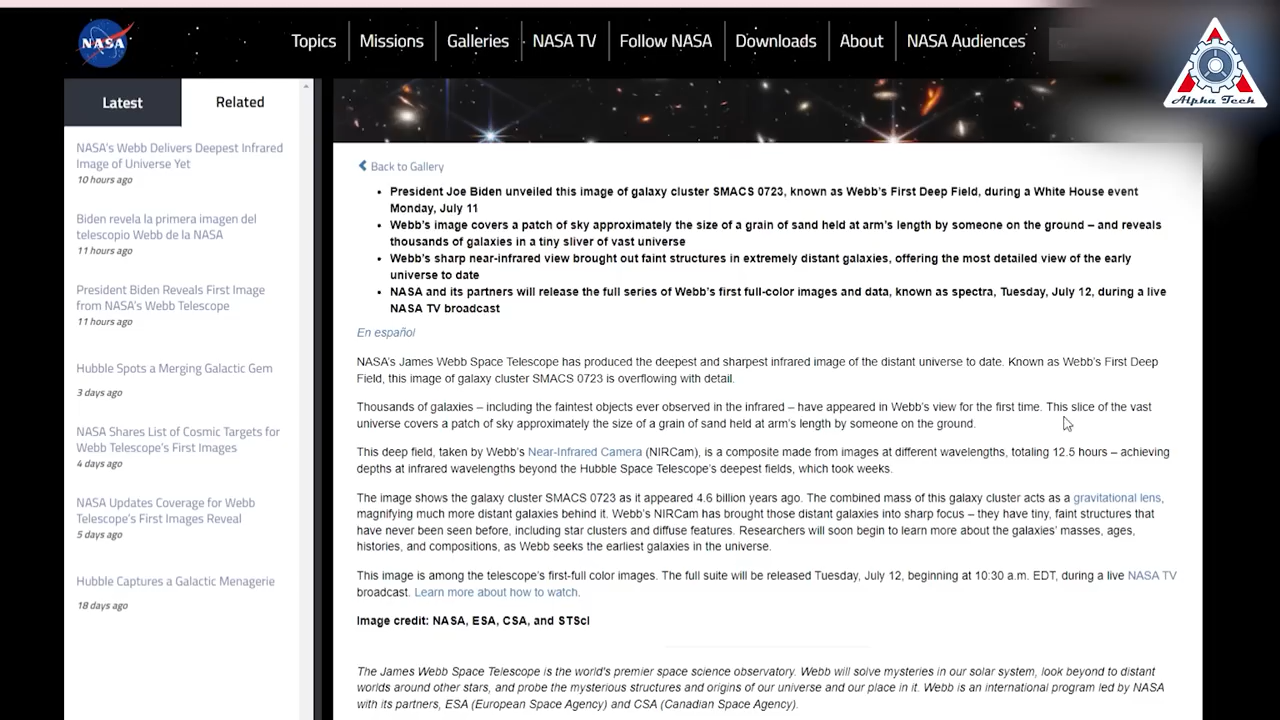 NASA
Topics
Missions
Galleries
NASA TV
Follow NASA
Downloads
About
NASA Audiences
Alpha Tech
Latest
Related
NASA's Webb Delivers Deepest Infrared
Image of Universe Yet
10 hours ago
Biden revela la primera imagen del
telescopio Webb de la NASA
11 hours ago
President Biden Reveals First Image
from NASA's Webb Telescope
11 hours ago
Hubble Spots a Merging Galactic Gem
3 days ago
NASA Shares List of Cosmic Targets for
Webb Telescope's First Images
4 days ago
NASA Updates Coverage for Webb
Telescope's First Images Reveal
5 days ago
Hubble Captures a Galactic Menagerie
18 days ago
Back to Gallery
• President Joe Biden unveiled this image of galaxy cluster SMACS 0723, known as Webb's First Deep Field, during a White House event
Monday, July 11
• Webb's image covers a patch of sky approximately the size of a grain of sand held at arm's length by someone on the ground – and reveals
thousands of galaxies in a tiny sliver of vast universe
• Webb's sharp near-infrared view brought out faint structures in extremely distant galaxies, offering the most detailed view of the early
universe to date
• NASA and its partners will release the full series of Webb's first full-color images and data, known as spectra, Tuesday, July 12, during a live
NASA TV broadcast
En español
NASA's James Webb Space Telescope has produced the deepest and sharpest infrared image of the distant universe to date. Known as Webb's First Deep
Field, this image of galaxy cluster SMACS 0723 is overflowing with detail.
Thousands of galaxies – including the faintest objects ever observed in the infrared – have appeared in Webb's view for the first time. This slice of the vast
universe covers a patch of sky approximately the size of a grain of sand held at arm's length by someone on the ground.
This deep field, taken by Webb's Near-Infrared Camera (NIRCam), is a composite made from images at different wavelengths, totaling 12.5 hours – achieving
depths at infrared wavelengths beyond the Hubble Space Telescope's deepest fields, which took weeks.
The image shows the galaxy cluster SMACS 0723 as it appeared 4.6 billion years ago. The combined mass of this galaxy cluster acts as a gravitational lens,
magnifying much more distant galaxies behind it. Webb's NIRCam has brought those distant galaxies into sharp focus – they have tiny, faint structures that
have never been seen before, including star clusters and diffuse features. Researchers will soon begin to learn more about the galaxies' masses, ages,
histories, and compositions, as Webb seeks the earliest galaxies in the universe.
This image is among the telescope's first-full color images. The full suite will be released Tuesday, July 12, beginning at 10:30 a.m. EDT, during a live NASA TV
broadcast. Learn more about how to watch.
Image credit: NASA, ESA, CSA, and STScI
The James Webb Space Telescope is the world's premier space science observatory. Webb will solve mysteries in our solar system, look beyond to distant
worlds around other stars, and probe the mysterious structures and origins of our universe and our place in it. Webb is an international program led by NASA
with its partners, ESA (European Space Agency) and CSA (Canadian Space Agency).